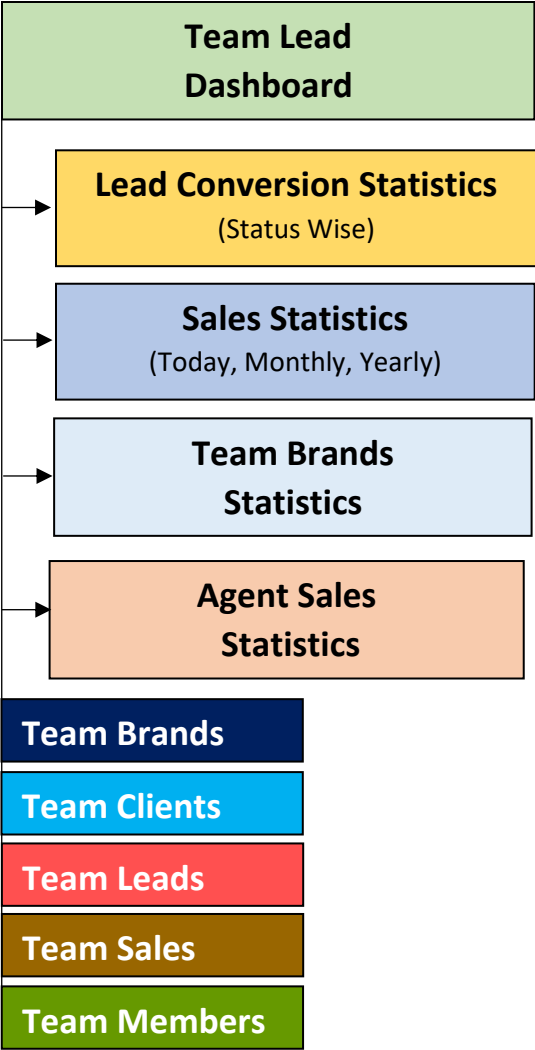 Team Lead
Dashboard
Lead Conversion Statistics
(Status Wise)
Sales Statistics
(Today, Monthly, Yearly)
Team Brands
Statistics
Agent Sales
Statistics
Team Brands
Team Clients
Team Leads
Team Sales
Team Members